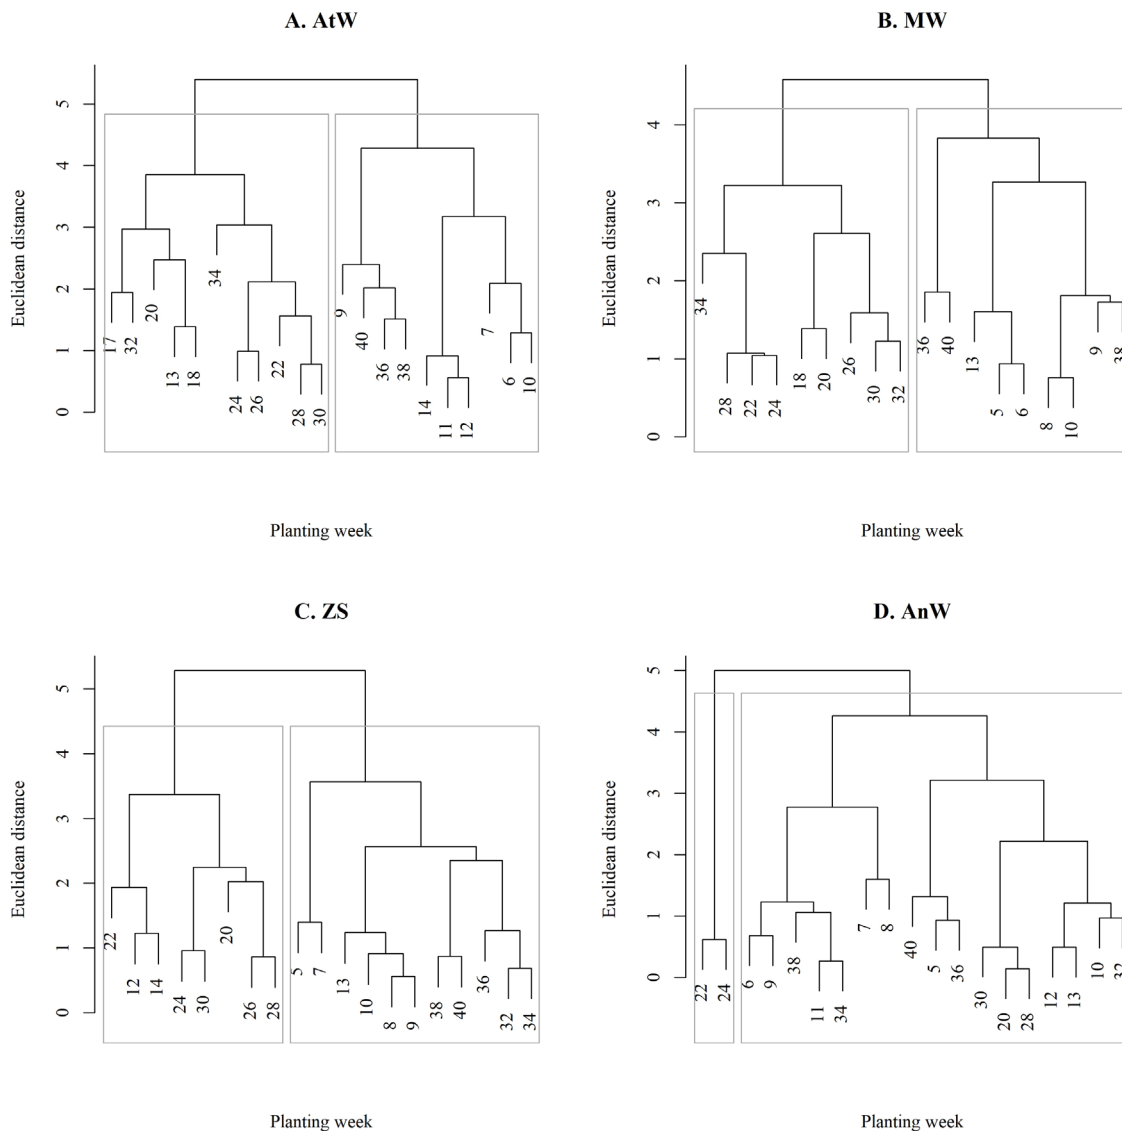 A. AtW
Euclidean distance
0 1 2 3 4 5
17 32 20 13 18 34 24 26 22 28 30 9 40 36 38 14 11 12 7 6 10
Planting week
B. MW
Euclidean distance
0 1 2 3 4
34 28 22 24 18 20 26 30 32 36 40 13 5 6 8 10 9 38
Planting week
C. ZS
Euclidean distance
0 1 2 3 4 5
22 12 14 24 30 20 26 28 5 7 13 10 8 9 38 40 36 32 34
Planting week
D. AnW
Euclidean distance
0 1 2 3 4 5
22 24 6 9 38 11 34 7 8 40 5 36 30 20 28 12 13 10 32
Planting week